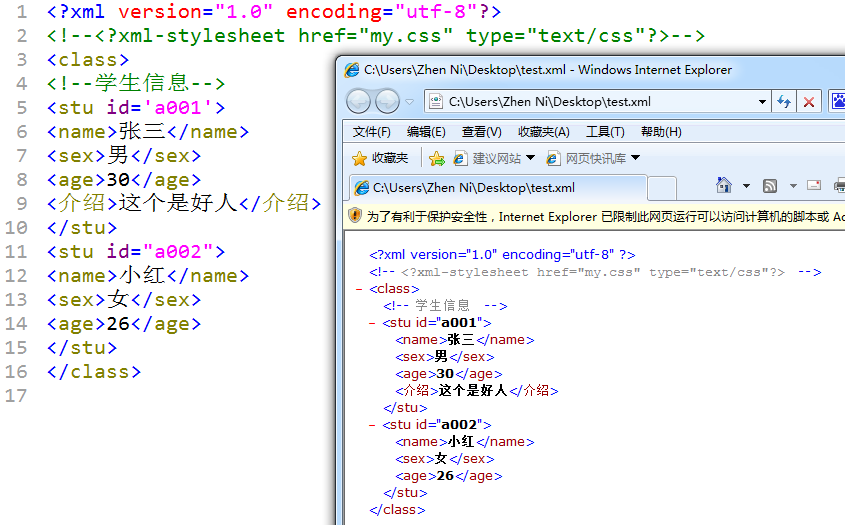 1 <?xml version="1.0" encoding="utf-8"?>
2 <!--<?xml-stylesheet href="my.css" type="text/css"?>-->
3 <class>
4 <!--学生信息-->
5 <stu id='a001'>
6 <name>张三</name>
7 <sex>男</sex>
8 <age>30</age>
9 <介绍>这个是好人</介绍>
10 </stu>
11 <stu id="a002">
12 <name>小红</name>
13 <sex>女</sex>
14 <age>26</age>
15 </stu>
16 </class>
17
C:\Users\Zhen Ni\Desktop\test.xml - Windows Internet Explorer
C:\Users\Zhen Ni\Desktop\test.xml
文件(F) 编辑(E) 查看(V) 收藏夹(A) 工具(T) 帮助(H)
收藏夹 建议网站 网页快讯库
C:\Users\Zhen Ni\Desktop\test.xml
为了有利于保护安全性，Internet Explorer 已限制此网页运行可以访问计算机的脚本或
<?xml version="1.0" encoding="utf-8" ?>
<!-- <?xml-stylesheet href="my.css" type="text/css"?> -->
- <class>
<!-- 学生信息 -->
- <stu id="a001">
<name>张三</name>
<sex>男</sex>
<age>30</age>
<介绍>这个是好人</介绍>
</stu>
- <stu id="a002">
<name>小红</name>
<sex>女</sex>
<age>26</age>
</stu>
</class>